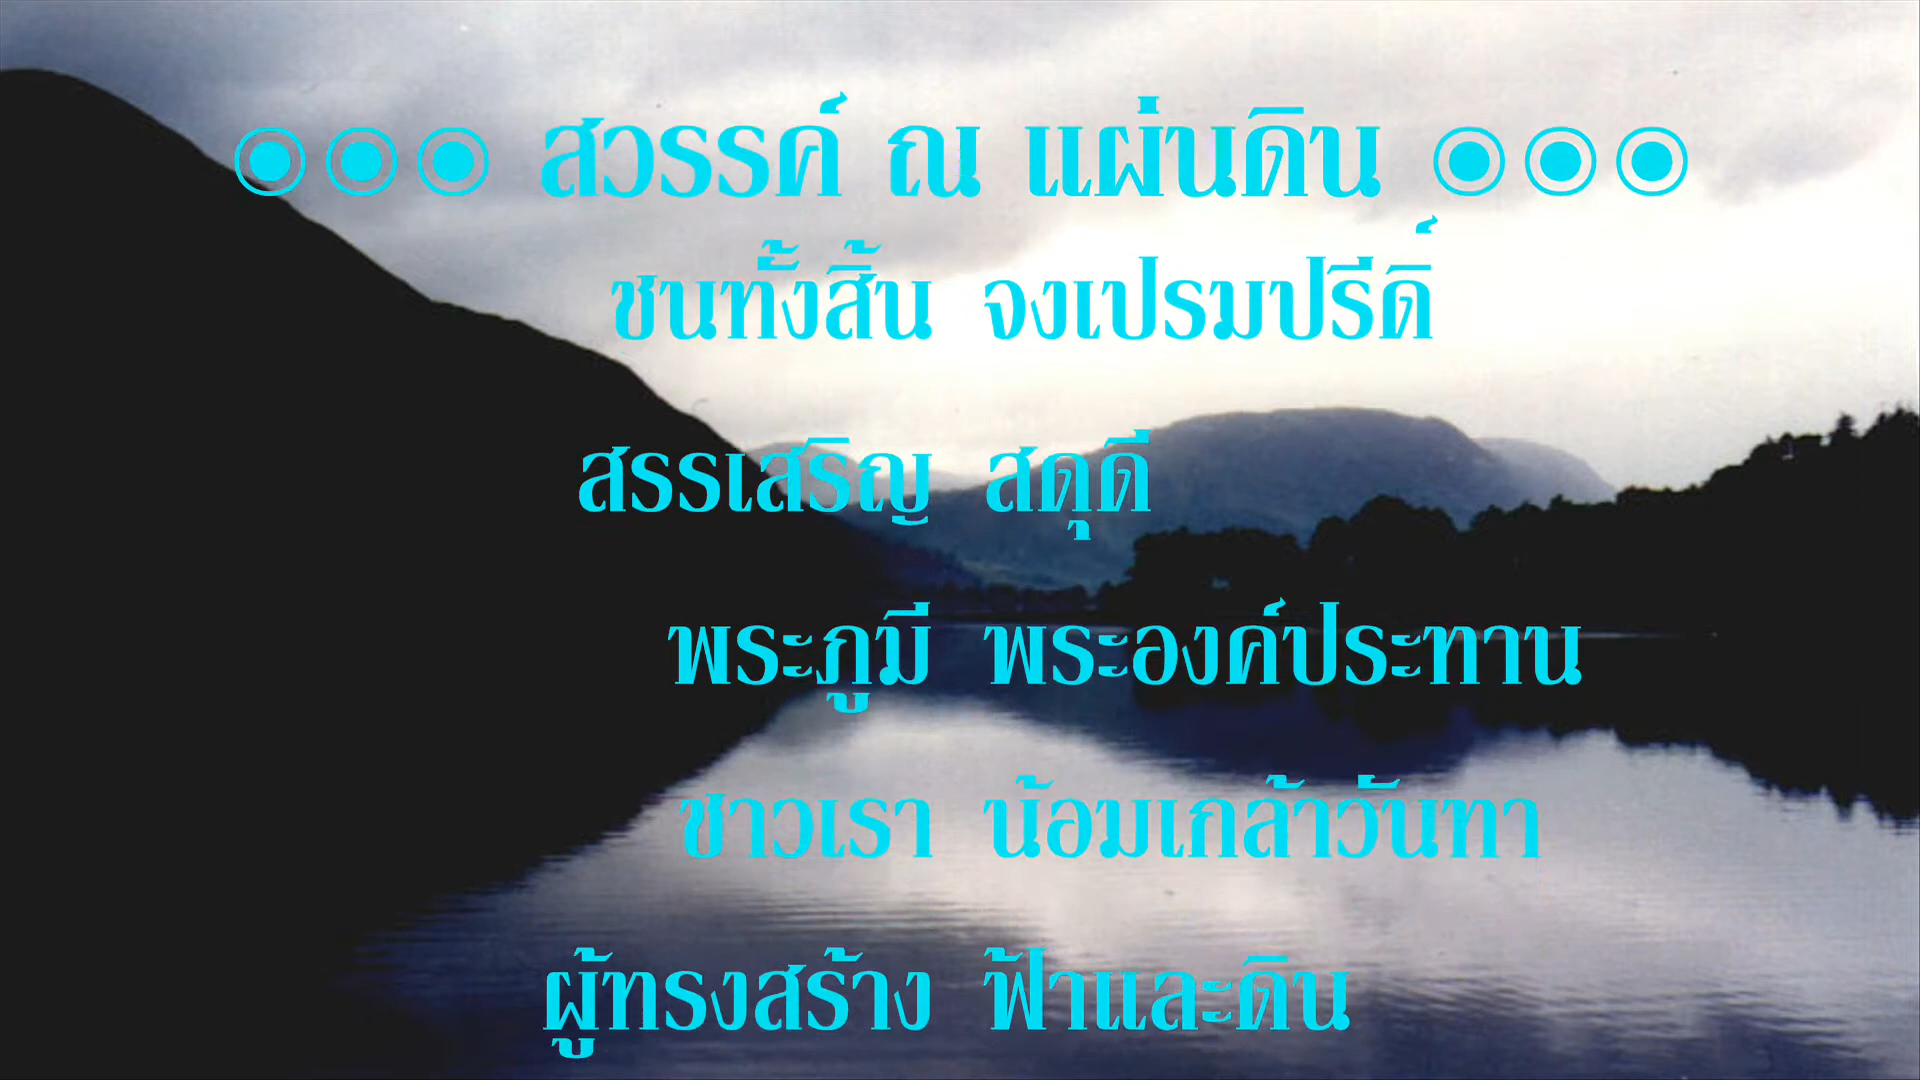 ◉◉◉ สวรรค์ ณ แผ่นดิน ◉◉◉
ชนทั้งสิ้น จงเปรมปรีดิ์
สรรเสริญ สดุดี
พระภูมี พระองค์ประทาน
ชาวเรา น้อมเกล้าวันทา
ผู้ทรงสร้าง ฟ้าและดิน